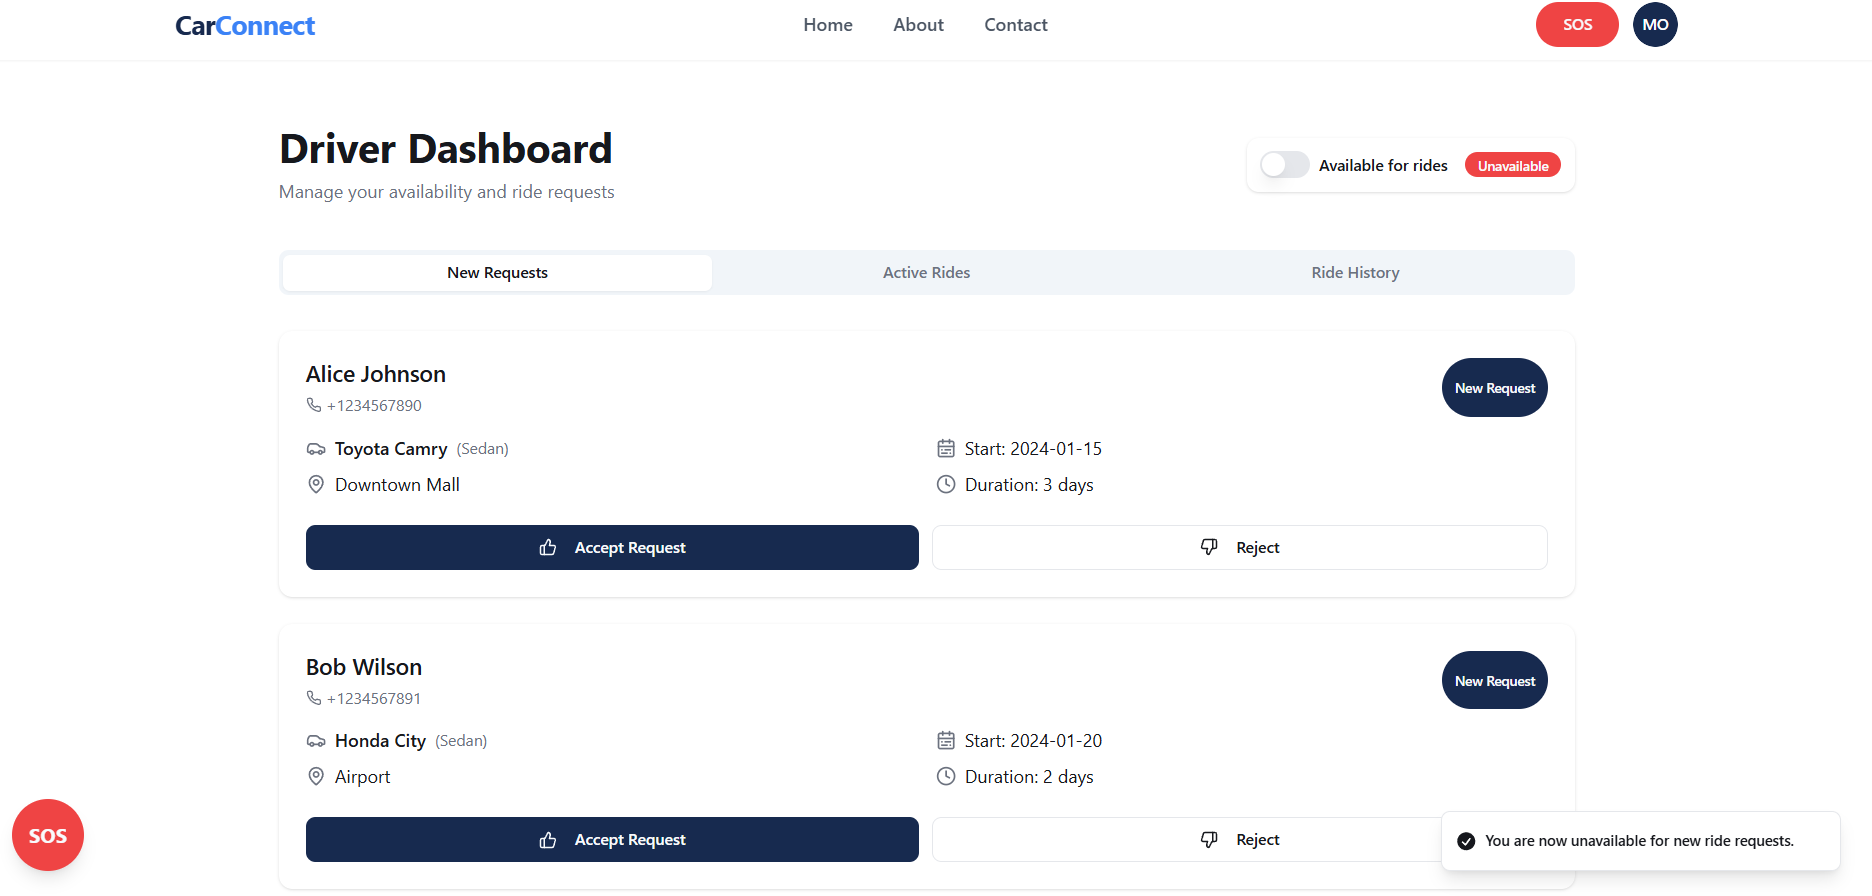 CarConnect
Home
About
Contact
SOS
MO
Driver Dashboard
Manage your availability and ride requests
Available for rides
Unavailable
New Requests
Active Rides
Ride History
Alice Johnson
New Request
+1234567890
Toyota Camry (Sedan)
Start: 2024-01-15
Downtown Mall
Duration: 3 days
Accept Request
Reject
Bob Wilson
New Request
+1234567891
Honda City (Sedan)
Start: 2024-01-20
Airport
Duration: 2 days
Accept Request
Reject
SOS
You are now unavailable for new ride requests.